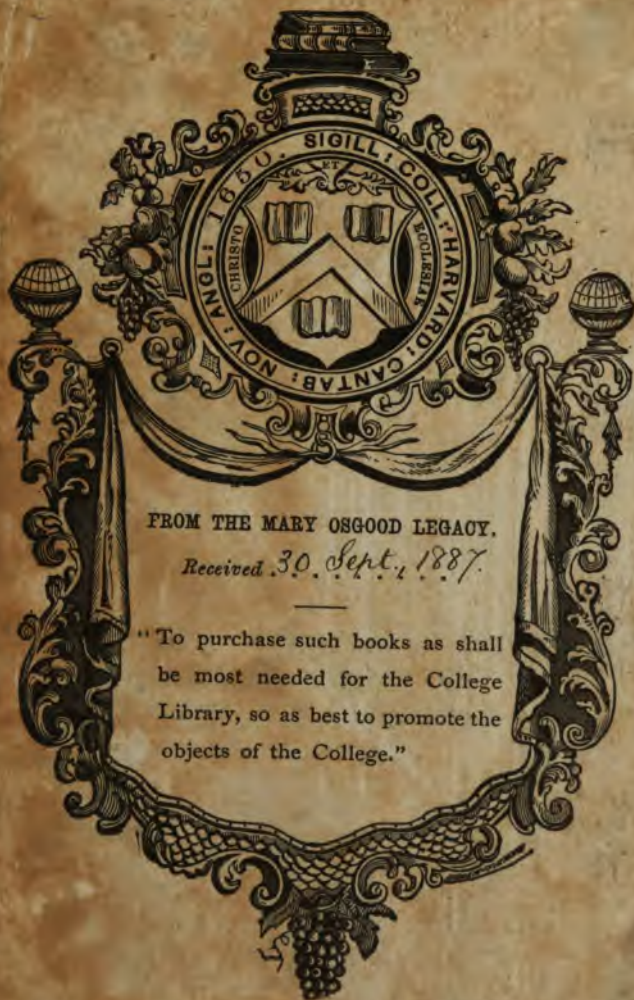 SIGILL: COLL: HARVARD: CANTAB: NOV: ANGL: 1650.
ET
CHRISTO
ECCLESIAE
FROM THE MARY OSGOOD LEGACY.
Received 30 Sept., 1887.
"To purchase such books as shall
be most needed for the College
Library, so as best to promote the
objects of the College."